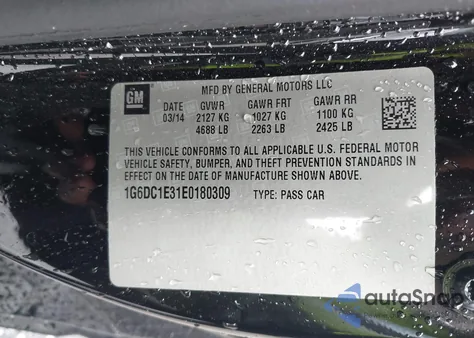 GM
MFD BY GENERAL MOTORS LLC
DATE GVWR GAWR FRT GAWR RR
03/14 2127 KG 1027 KG 1100 KG
4688 LB 2263 LB 2425 LB
THIS VEHICLE CONFORMS TO ALL APPLICABLE U.S. FEDERAL MOTOR
VEHICLE SAFETY, BUMPER, AND THEFT PREVENTION STANDARDS IN
EFFECT ON THE DATE OF MANUFACTURE SHOWN ABOVE.
1G6DC1E31E0180309 TYPE: PASS CAR
autoSnap